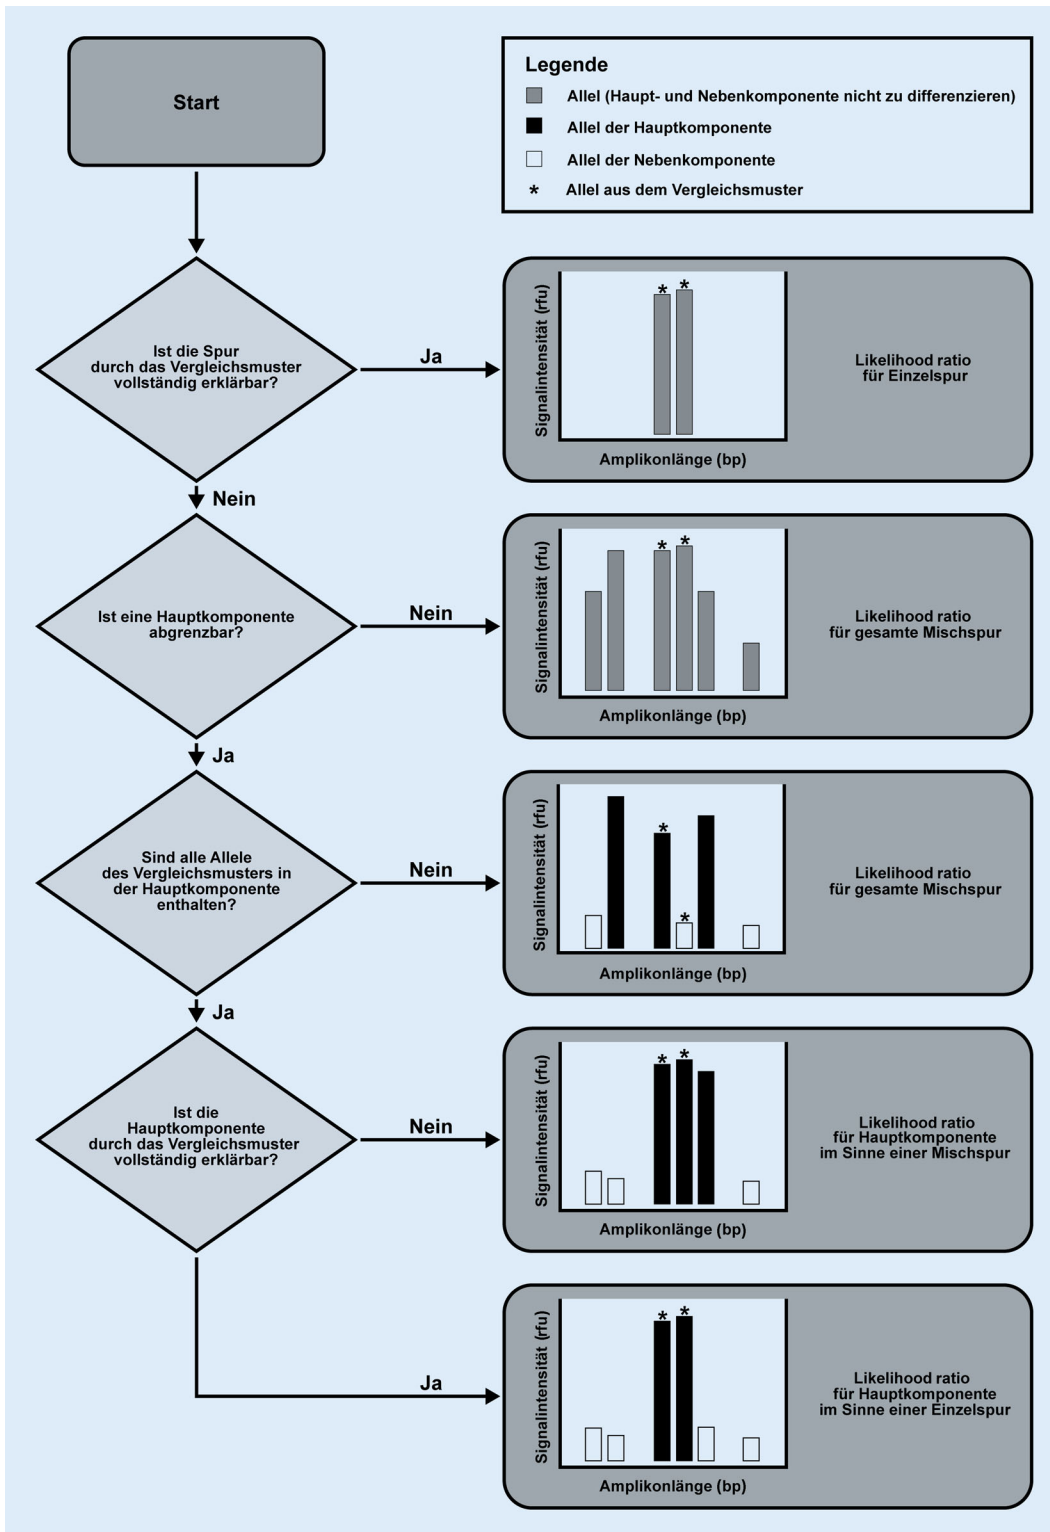 Start
Legende
Allel (Haupt- und Nebenkomponente nicht zu differenzieren)
Allel der Hauptkomponente
Allel der Nebenkomponente
* Allel aus dem Vergleichsmuster
Ist die Spur
durch das Vergleichsmuster
vollständig erklärbar?
Ja
Signalintensität (rfu)
* *
Amplikonlänge (bp)
Likelihood ratio
für Einzelspur
Nein
Ist eine Hauptkomponente
abgrenzbar?
Nein
Signalintensität (rfu)
* *
Amplikonlänge (bp)
Likelihood ratio
für gesamte Mischspur
Ja
Sind alle Allele
des Vergleichsmusters in
der Hauptkomponente
enthalten?
Nein
Signalintensität (rfu)
*
*
Amplikonlänge (bp)
Likelihood ratio
für gesamte Mischspur
Ja
Ist die
Hauptkomponente
durch das Vergleichsmuster
vollständig erklärbar?
Nein
Signalintensität (rfu)
* *
Amplikonlänge (bp)
Likelihood ratio
für Hauptkomponente
im Sinne einer Mischspur
Ja
Signalintensität (rfu)
* *
Amplikonlänge (bp)
Likelihood ratio
für Hauptkomponente
im Sinne einer Einzelspur